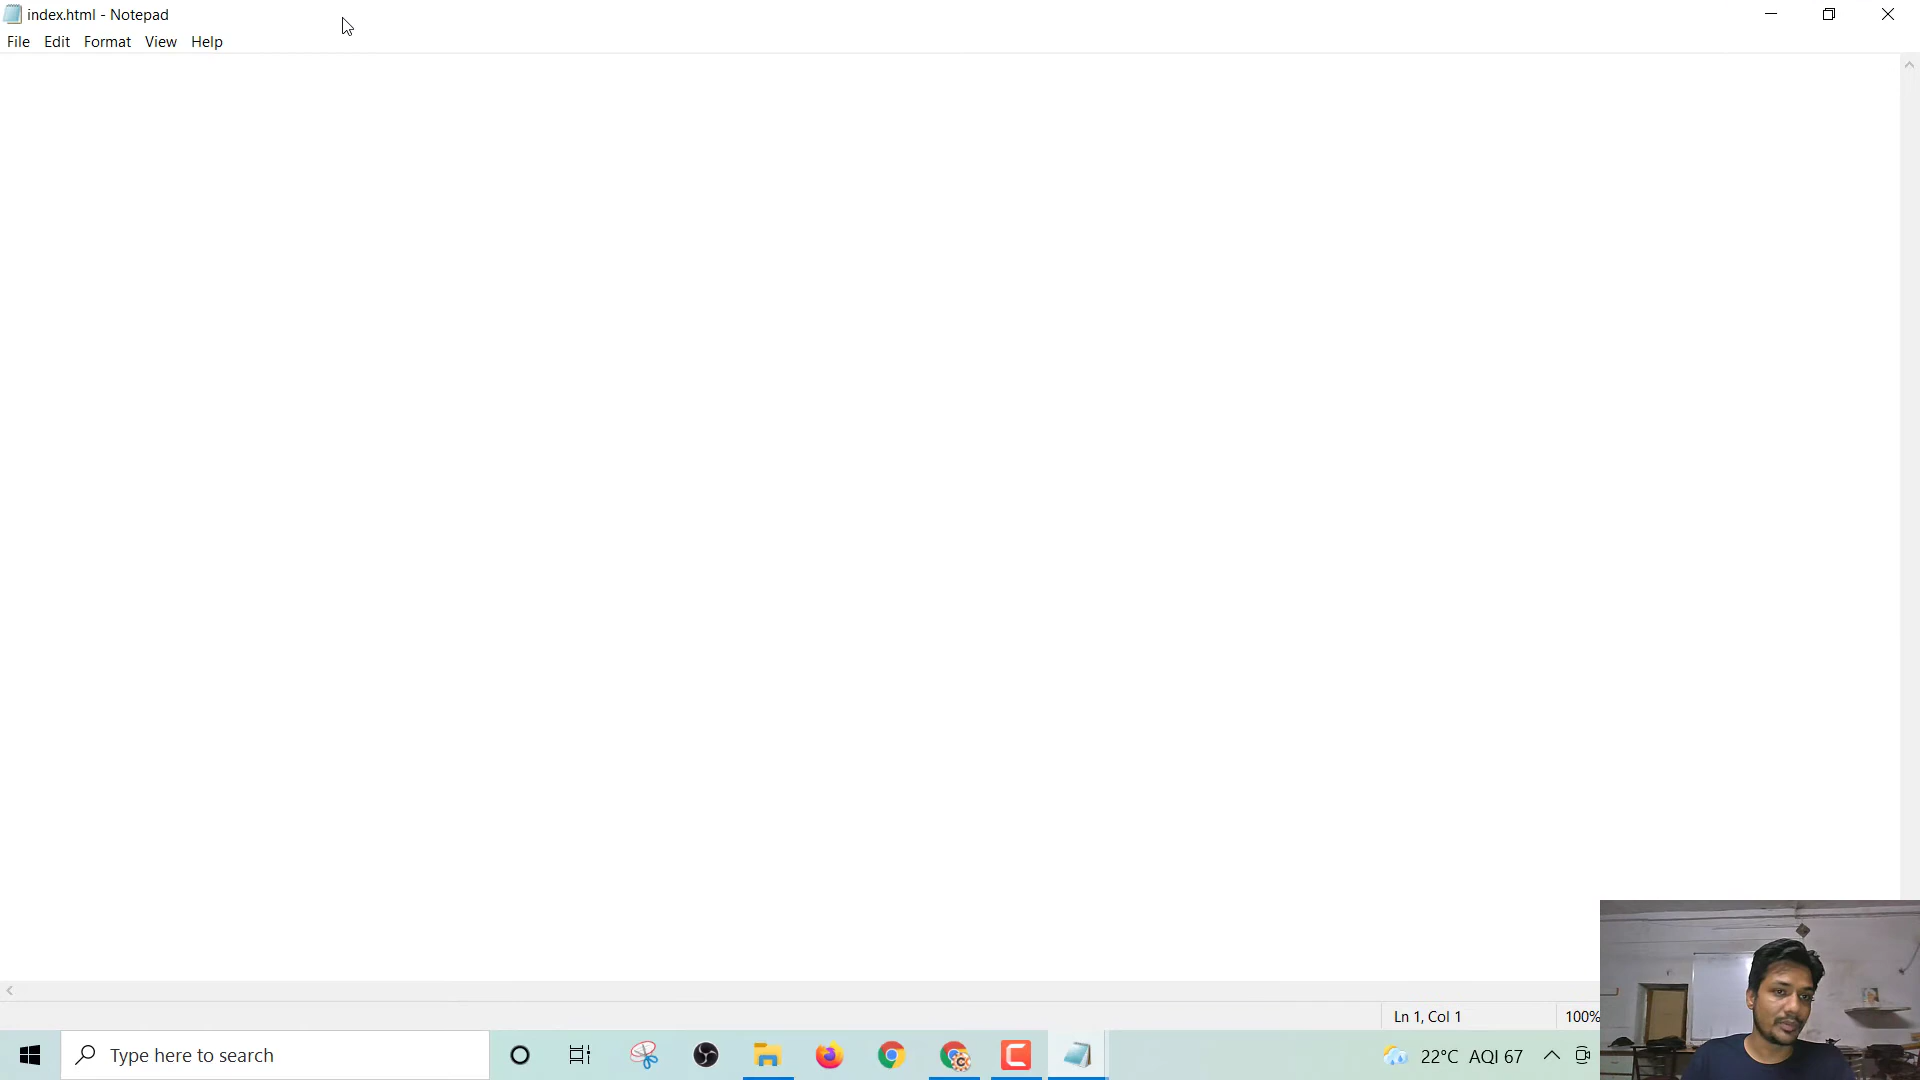 index.html - Notepad
File Edit Format View Help
Ln 1, Col 1 100%
Type here to search
22°C AQI 67